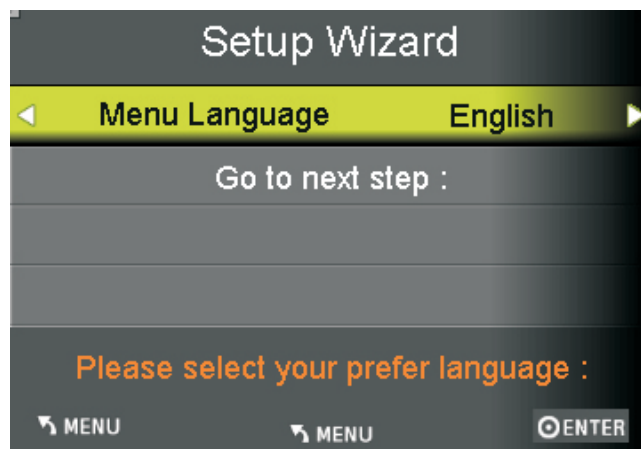 Setup Wizard
Menu Language English
Go to next step :
Please select your prefer language :
MENU MENU ENTER